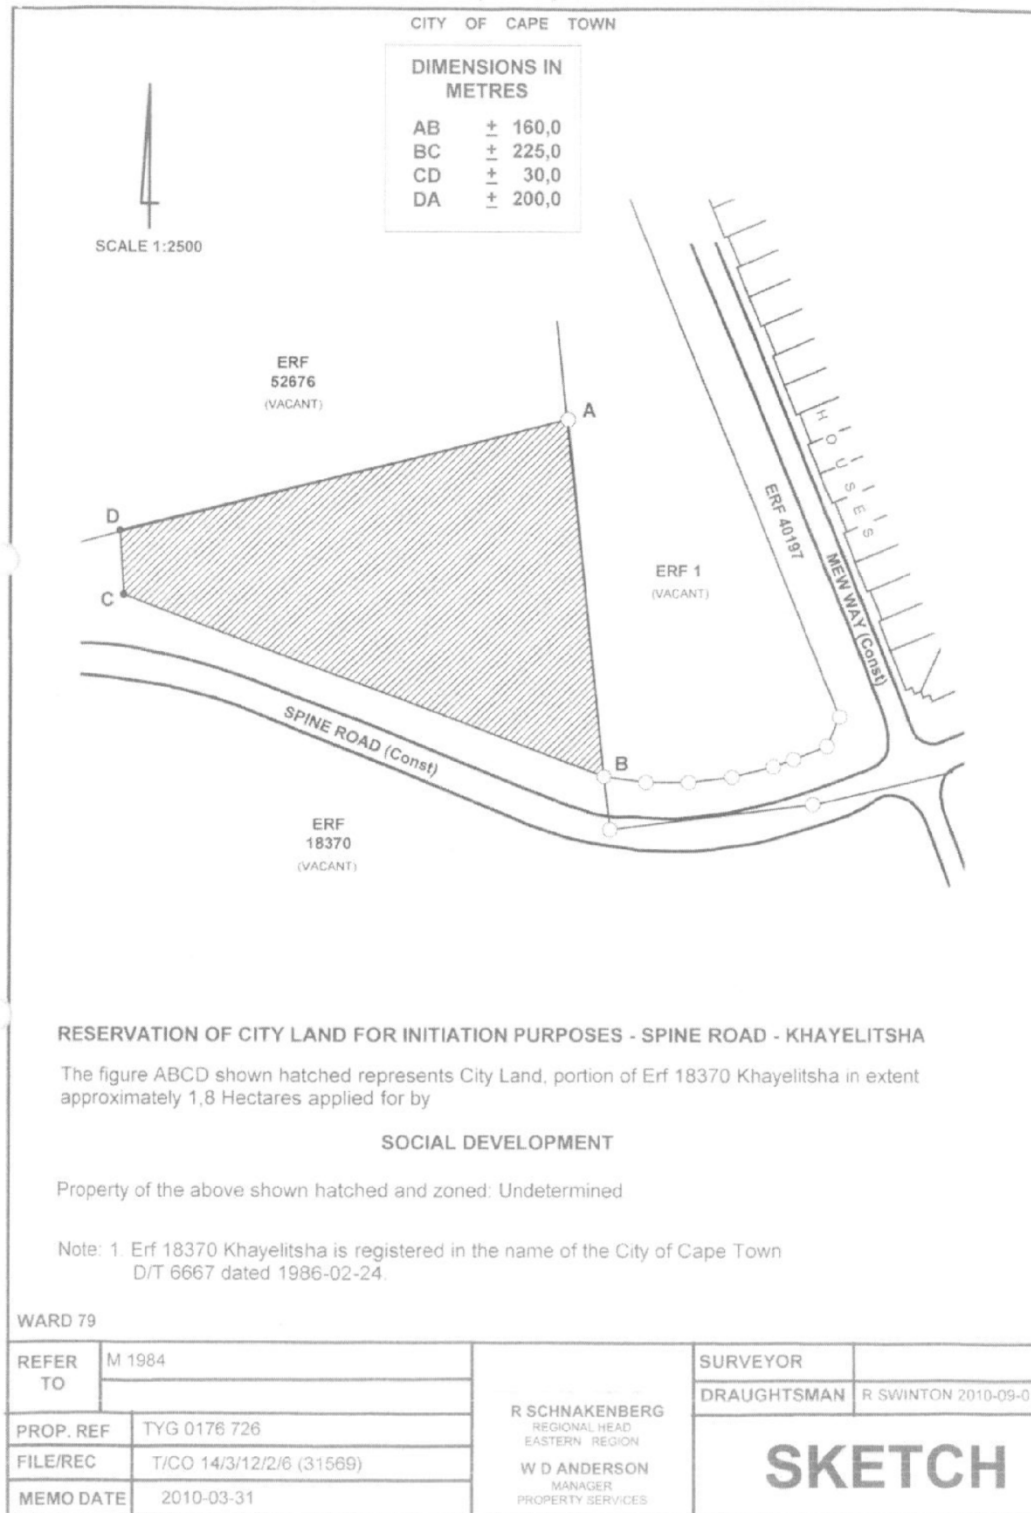 CITY OF CAPE TOWN
DIMENSIONS IN
METRES
AB ± 160,0
BC ± 225,0
CD ± 30,0
DA ± 200,0
SCALE 1:2500
ERF
52676
(VACANT)
A
HOUSES
D
ERF 40197
ERF 1
(VACANT)
MEW WAY (Const)
C
SPINE ROAD (Const)
B
ERF
18370
(VACANT)
RESERVATION OF CITY LAND FOR INITIATION PURPOSES - SPINE ROAD - KHAYELITSHA
The figure ABCD shown hatched represents City Land, portion of Erf 18370 Khayelitsha in extent
approximately 1,8 Hectares applied for by
SOCIAL DEVELOPMENT
Property of the above shown hatched and zoned: Undetermined
Note: 1. Erf 18370 Khayelitsha is registered in the name of the City of Cape Town
D/T 6667 dated 1986-02-24.
WARD 79
REFER
TO
M 1984
PROP. REF TYG 0176 726
FILE/REC T/CO 14/3/12/2/6 (31569)
MEMO DATE 2010-03-31
R SCHNAKENBERG
REGIONAL HEAD
EASTERN REGION
W D ANDERSON
MANAGER
PROPERTY SERVICES
SURVEYOR
DRAUGHTSMAN R SWINTON 2010-09-0
SKETCH